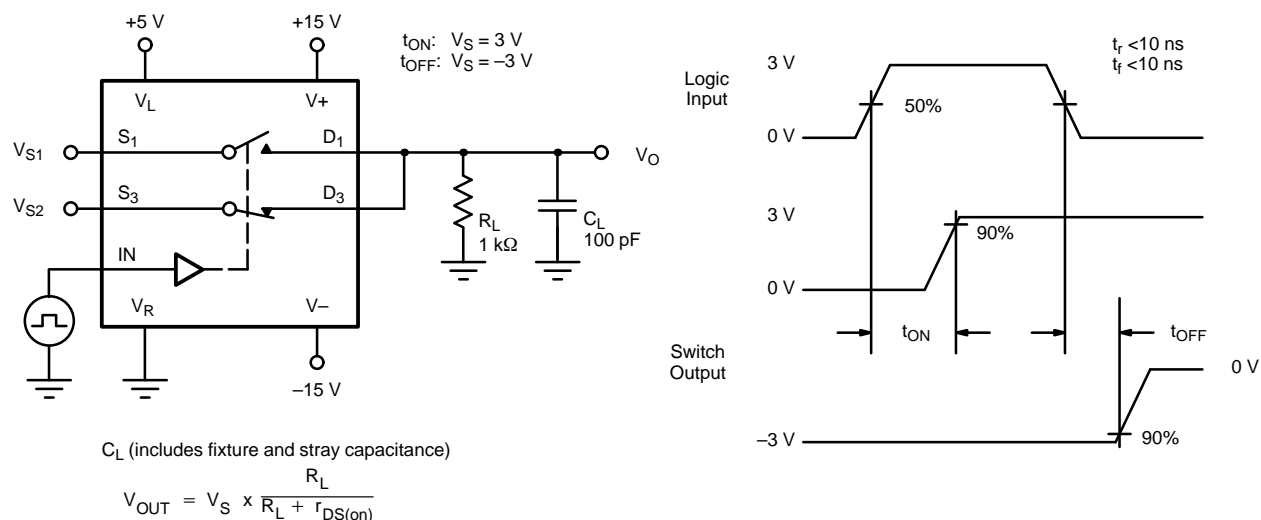 +5 V
+15 V
tON: VS = 3 V
tOFF: VS = –3 V
VL
V+
VS1
S1
D1
VO
VS2
S3
D3
RL
1 kΩ
CL
100 pF
IN
VR
V–
–15 V
CL (includes fixture and stray capacitance)
VOUT = VS x RL / RL + rDS(on)
Logic
Input
3 V
0 V
50%
tr <10 ns
tf <10 ns
3 V
90%
0 V
tON
tOFF
Switch
Output
0 V
–3 V
90%